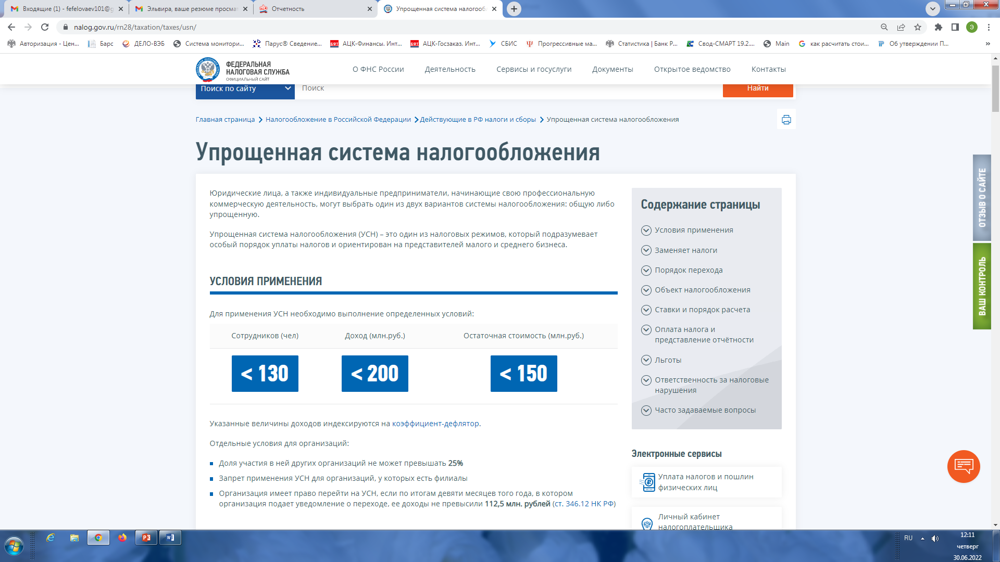 Входящие (1) - fefelovaev101@g
Эльвира, ваше резюме просмат
Отчетность
Упрощенная система налогооб
nalog.gov.ru/rn28/taxation/taxes/usn/
Э
Авторизация - Цен...
Барс
ДЕЛО-ВЭБ
Система монитори...
Парус® Сведение...
АЦК-Финансы. Инт...
АЦК-Госзаказ. Инт...
СБИС
Прогрессивные ма...
Статистика | Банк Р...
Свод-СМАРТ 19.2....
Main
как расчитать стои...
Об утверждении П...
»
ФЕДЕРАЛЬНАЯ
НАЛОГОВАЯ СЛУЖБА
ОФИЦИАЛЬНЫЙ САЙТ
О ФНС России
Деятельность
Сервисы и госуслуги
Документы
Открытое ведомство
Контакты
Поиск по сайту
Поиск
Найти
Главная страница
Налогообложение в Российской Федерации
Действующие в РФ налоги и сборы
Упрощенная система налогообложения
Упрощенная система налогообложения
Юридические лица, а также индивидуальные предприниматели, начинающие свою профессиональную
коммерческую деятельность, могут выбрать один из двух вариантов системы налогообложения: общую либо
упрощенную.
Упрощенная система налогообложения (УСН) – это один из налоговых режимов, который подразумевает
особый порядок уплаты налогов и ориентирован на представителей малого и среднего бизнеса.
УСЛОВИЯ ПРИМЕНЕНИЯ
Для применения УСН необходимо выполнение определенных условий:
Сотрудников (чел)
Доход (млн.руб.)
Остаточная стоимость (млн.руб.)
< 130
< 200
< 150
Указанные величины доходов индексируются на коэффициент-дефлятор.
Отдельные условия для организаций:
Доля участия в ней других организаций не может превышать 25%
Запрет применения УСН для организаций, у которых есть филиалы
Организация имеет право перейти на УСН, если по итогам девяти месяцев того года, в котором
организация подает уведомление о переходе, ее доходы не превысили 112,5 млн. рублей (ст. 346.12 НК РФ)
Содержание страницы
Условия применения
Заменяет налоги
Порядок перехода
Объект налогообложения
Ставки и порядок расчета
Оплата налога и
представление отчётности
Льготы
Ответственность за налоговые
нарушения
Часто задаваемые вопросы
Электронные сервисы
Уплата налогов и пошлин
физических лиц
Личный кабинет
налогоплательщика
ОТЗЫВ О САЙТЕ
ВАШ КОНТРОЛЬ
RU
12:11
четверг
30.06.2022